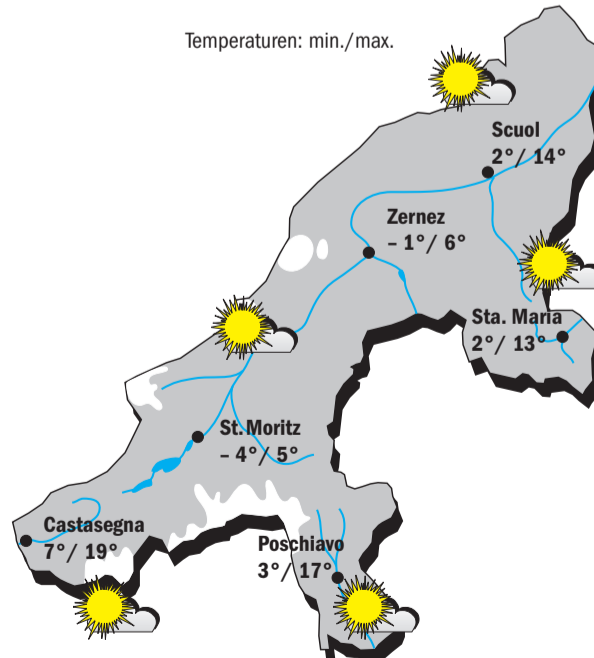 Temperaturen: min./max.
Scuol
2°/ 14°
Zernez
– 1°/ 6°
Sta. Maria
2°/ 13°
St. Moritz
– 4°/ 5°
Castasegna
7°/ 19°
Poschiavo
3°/ 17°